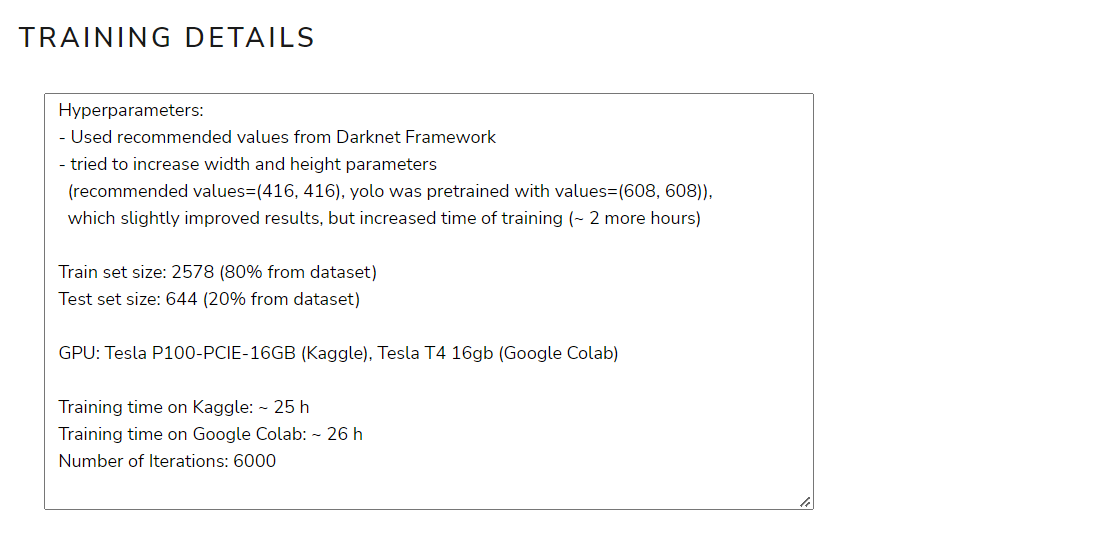 TRAINING DETAILS
Hyperparameters:
- Used recommended values from Darknet Framework
- tried to increase width and height parameters
(recommended values=(416, 416), yolo was pretrained with values=(608, 608)),
which slightly improved results, but increased time of training (~ 2 more hours)
Train set size: 2578 (80% from dataset)
Test set size: 644 (20% from dataset)
GPU: Tesla P100-PCIE-16GB (Kaggle), Tesla T4 16gb (Google Colab)
Training time on Kaggle: ~ 25 h
Training time on Google Colab: ~ 26 h
Number of Iterations: 6000